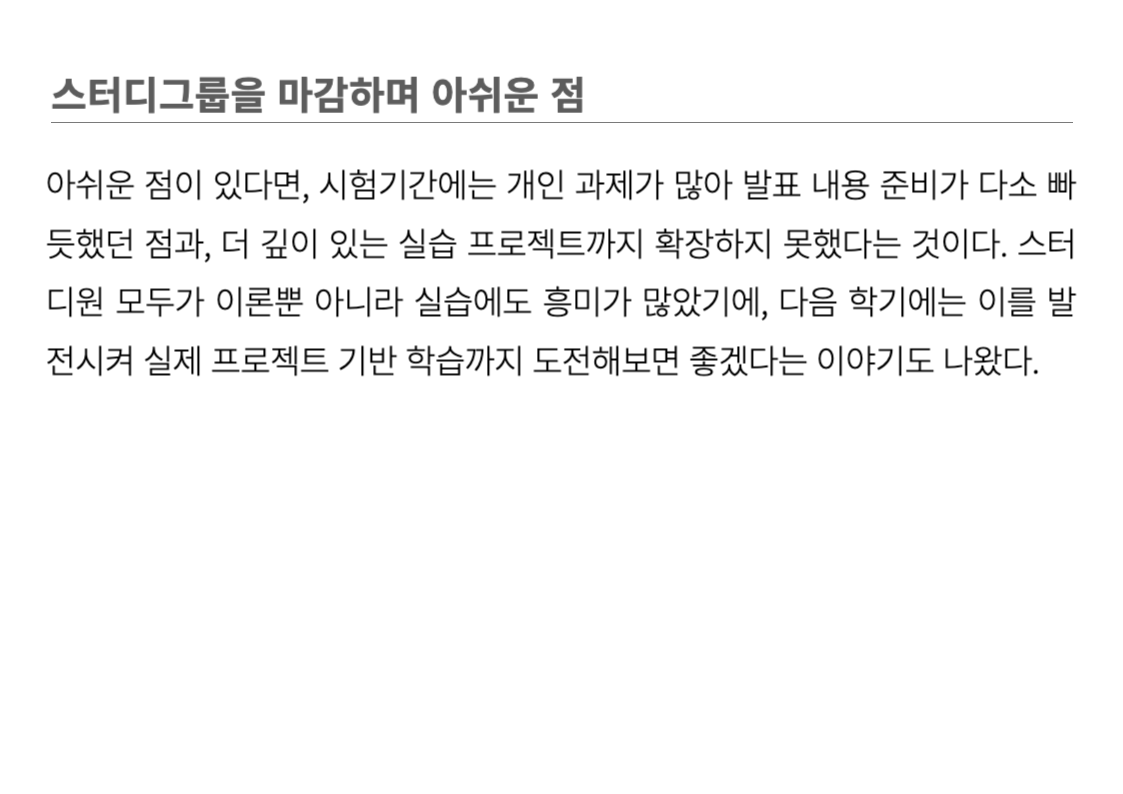 스터디그룹을 마감하며 아쉬운 점
아쉬운 점이 있다면, 시험기간에는 개인 과제가 많아 발표 내용 준비가 다소 빠
듯했던 점과, 더 깊이 있는 실습 프로젝트까지 확장하지 못했다는 것이다. 스터
디원 모두가 이론뿐 아니라 실습에도 흥미가 많았기에, 다음 학기에는 이를 발
전시켜 실제 프로젝트 기반 학습까지 도전해보면 좋겠다는 이야기도 나왔다.